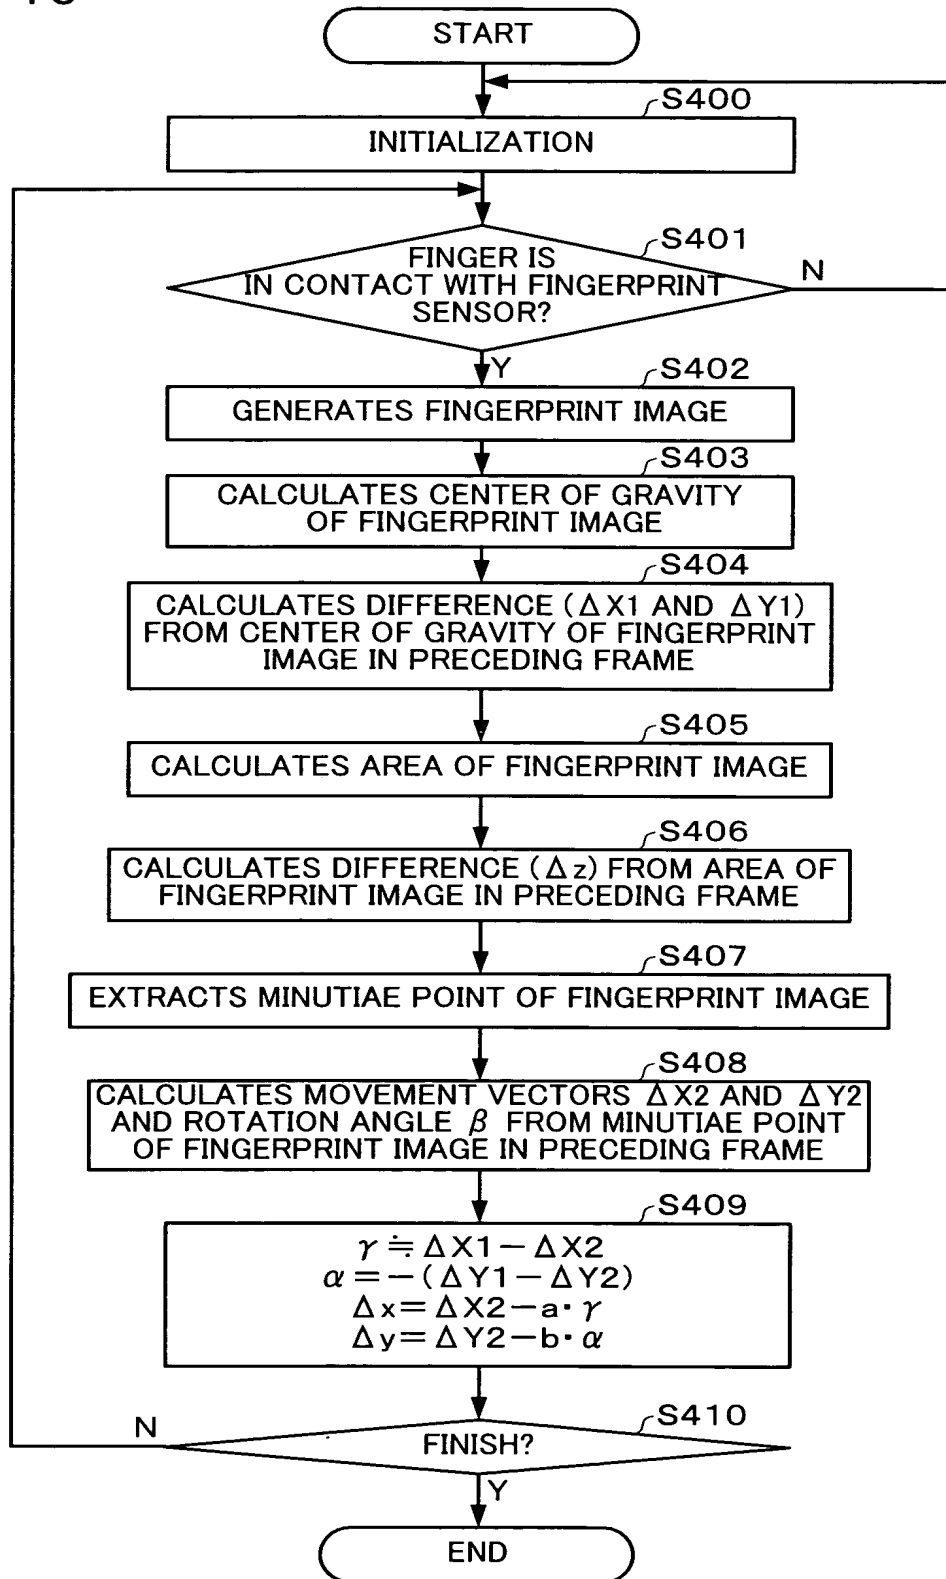 START
S400
INITIALIZATION
S401
FINGER IS
IN CONTACT WITH FINGERPRINT
SENSOR?
N
Y
S402
GENERATES FINGERPRINT IMAGE
S403
CALCULATES CENTER OF GRAVITY
OF FINGERPRINT IMAGE
S404
CALCULATES DIFFERENCE (ΔX1 AND ΔY1)
FROM CENTER OF GRAVITY OF FINGERPRINT
IMAGE IN PRECEDING FRAME
S405
CALCULATES AREA OF FINGERPRINT IMAGE
S406
CALCULATES DIFFERENCE (Δz) FROM AREA OF
FINGERPRINT IMAGE IN PRECEDING FRAME
S407
EXTRACTS MINUTIAE POINT OF FINGERPRINT IMAGE
S408
CALCULATES MOVEMENT VECTORS ΔX2 AND ΔY2
AND ROTATION ANGLE β FROM MINUTIAE POINT
OF FINGERPRINT IMAGE IN PRECEDING FRAME
S409
γ≒ΔX1−ΔX2
α=−(ΔY1−ΔY2)
Δx=ΔX2−a·γ
Δy=ΔY2−b·α
S410
N
FINISH?
Y
END